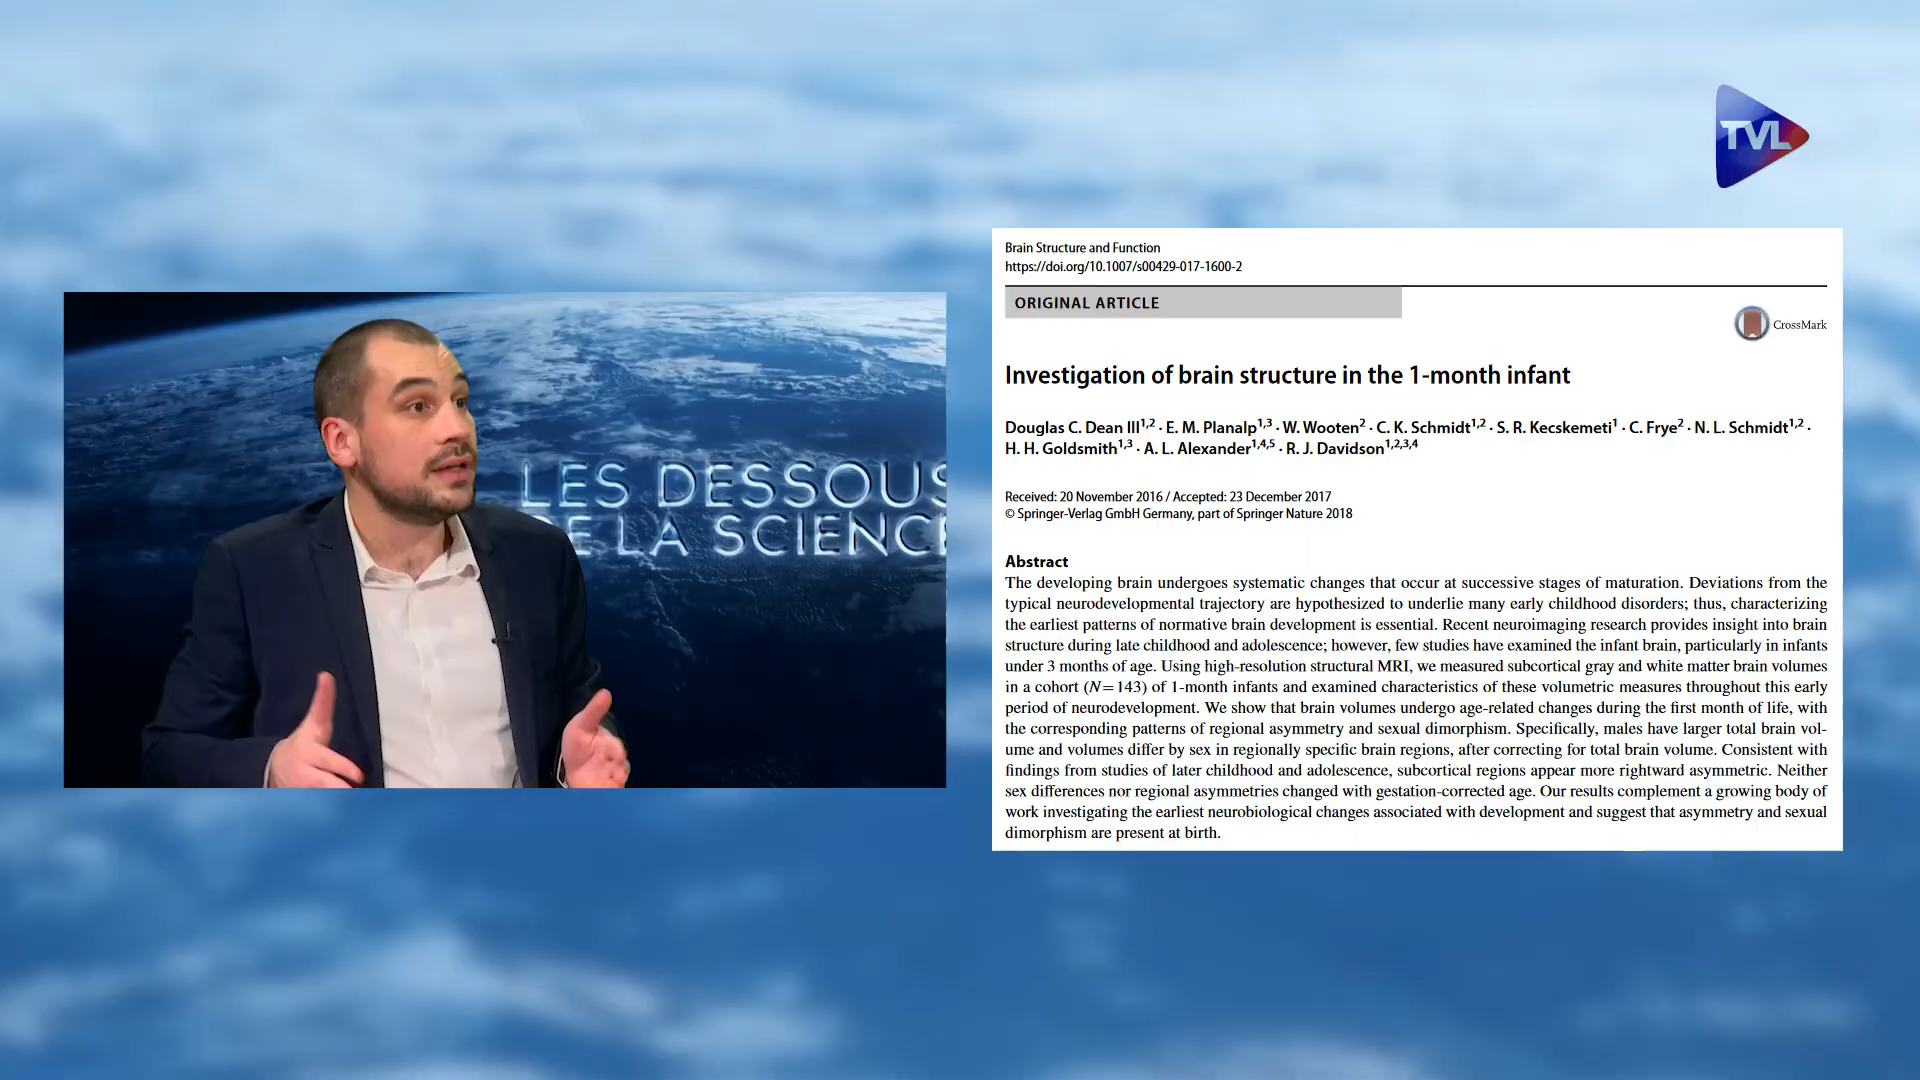 TVL
LES DESSOUS
DE LA SCIENCE
Brain Structure and Function
https://doi.org/10.1007/s00429-017-1600-2
ORIGINAL ARTICLE
CrossMark
Investigation of brain structure in the 1-month infant
Douglas C. Dean III1,2 · E. M. Planalp1,3 · W. Wooten2 · C. K. Schmidt1,2 · S. R. Kecskemeti1 · C. Frye2 · N. L. Schmidt1,2 ·
H. H. Goldsmith1,3 · A. L. Alexander1,4,5 · R. J. Davidson1,2,3,4
Received: 20 November 2016 / Accepted: 23 December 2017
© Springer-Verlag GmbH Germany, part of Springer Nature 2018
Abstract
The developing brain undergoes systematic changes that occur at successive stages of maturation. Deviations from the
typical neurodevelopmental trajectory are hypothesized to underlie many early childhood disorders; thus, characterizing
the earliest patterns of normative brain development is essential. Recent neuroimaging research provides insight into brain
structure during late childhood and adolescence; however, few studies have examined the infant brain, particularly in infants
under 3 months of age. Using high-resolution structural MRI, we measured subcortical gray and white matter brain volumes
in a cohort (N=143) of 1-month infants and examined characteristics of these volumetric measures throughout this early
period of neurodevelopment. We show that brain volumes undergo age-related changes during the first month of life, with
the corresponding patterns of regional asymmetry and sexual dimorphism. Specifically, males have larger total brain vol-
ume and volumes differ by sex in regionally specific brain regions, after correcting for total brain volume. Consistent with
findings from studies of later childhood and adolescence, subcortical regions appear more rightward asymmetric. Neither
sex differences nor regional asymmetries changed with gestation-corrected age. Our results complement a growing body of
work investigating the earliest neurobiological changes associated with development and suggest that asymmetry and sexual
dimorphism are present at birth.